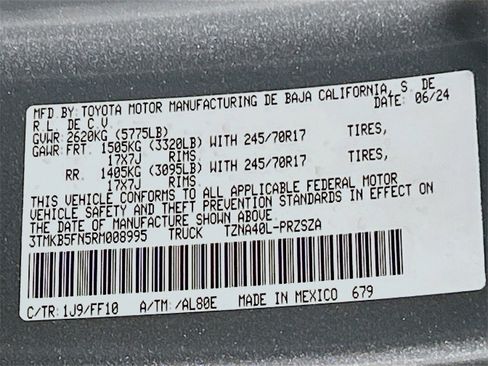 MFD BY: TOYOTA MOTOR MANUFACTURING DE BAJA CALIFORNIA, S. DE
R L. DE C V DATE: 06/24
GVWR 2620KG (5775LB)
GAWR FRT. 1505KG (3320LB) WITH 245/70R17 TIRES,
17X7J RIMS.
RR. 1405KG (3095LB) WITH 245/70R17 TIRES,
17X7J RIMS.
THIS VEHICLE CONFORMS TO ALL APPLICABLE FEDERAL MOTOR
VEHICLE SAFETY AND THEFT PREVENTION STANDARDS IN EFFECT ON
THE DATE OF MANUFACTURE SHOWN ABOVE.
3TMKB5FN5RM008995 TRUCK TZNA40L-PRZSZA
C/TR:1J9/FF10 A/TM:/AL80E MADE IN MEXICO 679